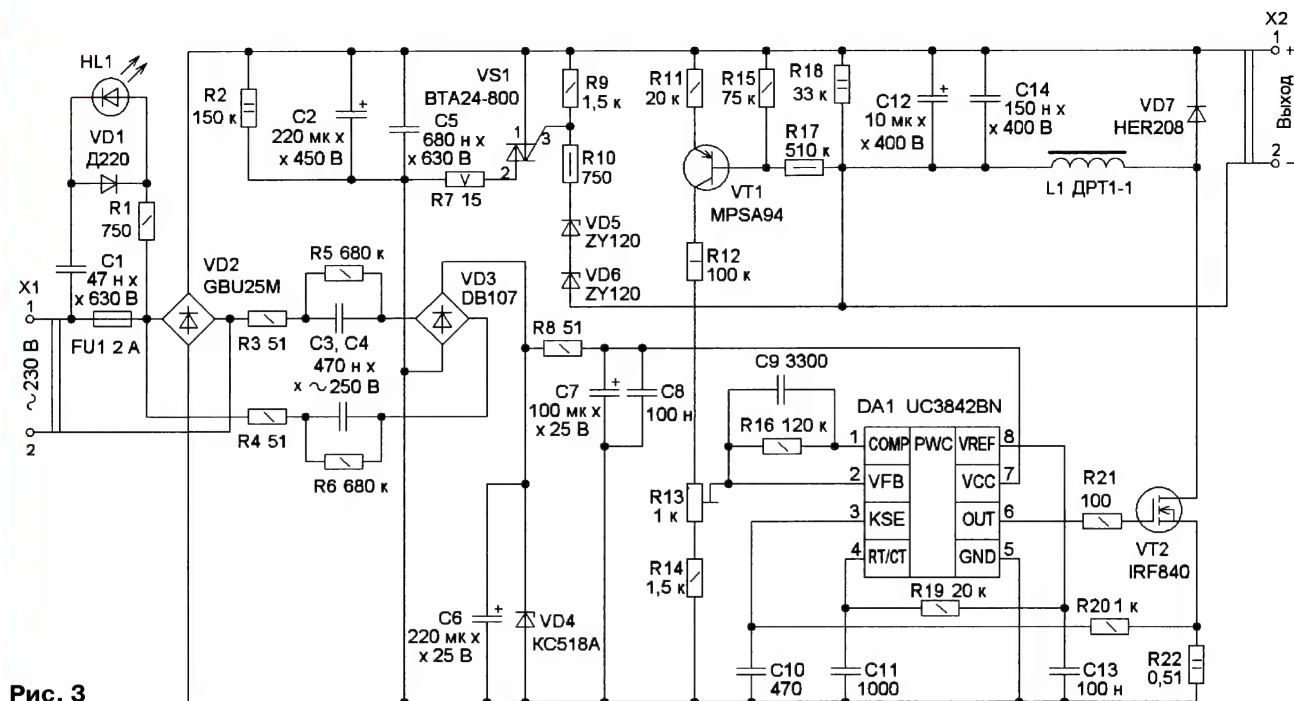 X1
1
~230 В
2
HL1
VD1
Д220
R1
750
C1
47 н х
х 630 В
FU1 2 А
VD2
GBU25M
R2
150 к
C2
220 мк х
х 450 В
C5
680 н х
х 630 В
R7 15
VS1
BTA24-800
1
2
3
R9
1,5 к
R10
750
VD5
ZY120
VD6
ZY120
R5 680 к
R3 51
C3, C4
470 н х
х ~250 В
R4 51
R6 680 к
VD3
DB107
R8 51
C7
100 мк х
х 25 В
C8
100 н
C6
220 мк х
х 25 В
VD4
КС518А
R11
20 к
R15
75 к
R18
33 к
R17
510 к
VT1
MPSA94
R12
100 к
R13
1 к
R14
1,5 к
C12
10 мк х
х 400 В
C14
150 н х
х 400 В
L1 ДРТ1-1
VD7
HER208
X2
1
+
Выход
2
−
C9 3300
R16 120 к
DA1 UC3842BN
1 COMP PWC VREF 8
2 VFB VCC 7
3 KSE OUT 6
4 RT/CT GND 5
R19 20 к
R20 1 к
R21
100
VT2
IRF840
R22
0,51
C10
470
C11
1000
C13
100 н
Рис. 3